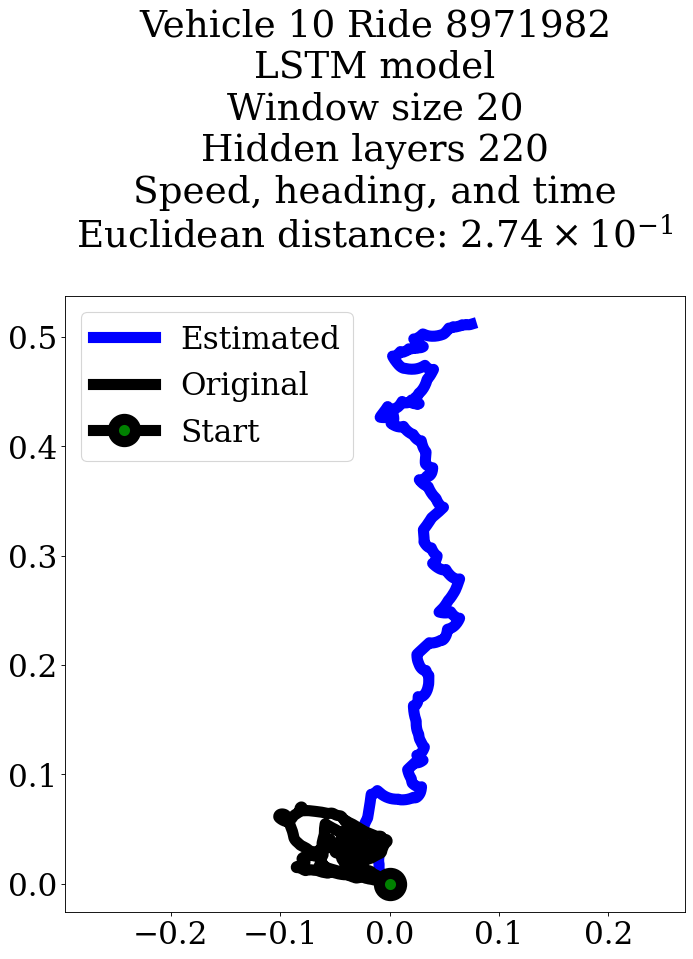 Vehicle 10 Ride 8971982
LSTM model
Window size 20
Hidden layers 220
Speed, heading, and time
Euclidean distance: 2.74 × 10⁻¹
Estimated
Original
Start
0.5
0.4
0.3
0.2
0.1
0.0
−0.2 −0.1 0.0 0.1 0.2